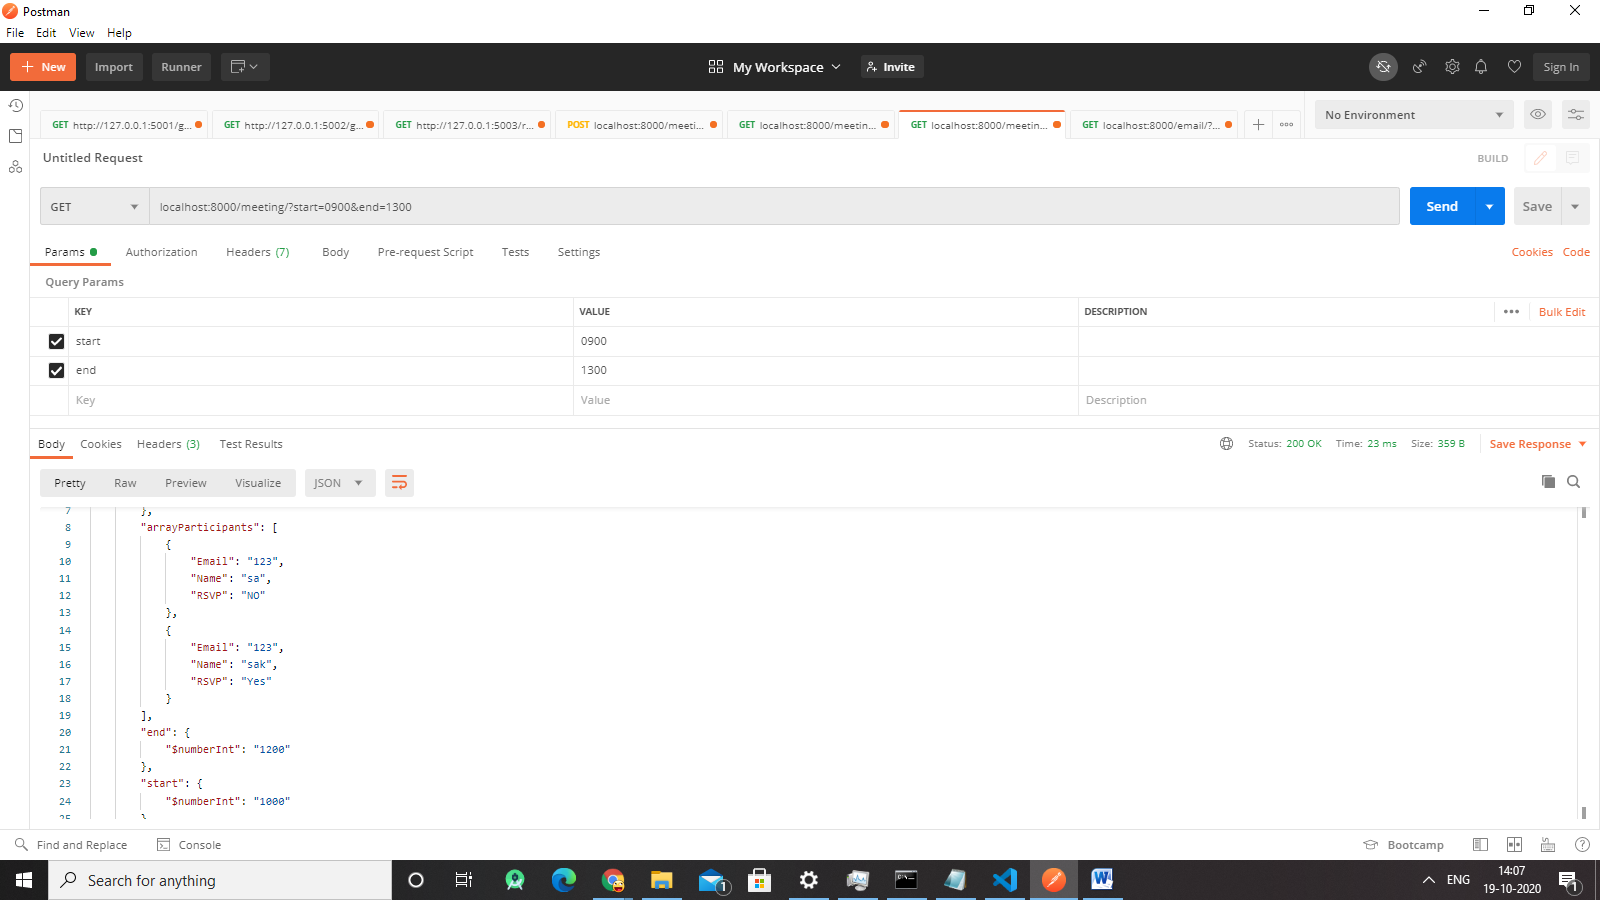 Postman
File Edit View Help
New Import Runner My Workspace Invite Sign In
GET http://127.0.0.1:5001/g... GET http://127.0.0.1:5002/g... GET http://127.0.0.1:5003/r... POST localhost:8000/meeti... GET localhost:8000/meetin... GET localhost:8000/meetin... GET localhost:8000/email/?... No Environment
Untitled Request BUILD
GET localhost:8000/meeting/?start=0900&end=1300 Send Save
Params Authorization Headers (7) Body Pre-request Script Tests Settings Cookies Code
Query Params
KEY VALUE DESCRIPTION Bulk Edit
start 0900
end 1300
Key Value Description
Body Cookies Headers (3) Test Results Status: 200 OK Time: 23 ms Size: 359 B Save Response
Pretty Raw Preview Visualize JSON
7 },
8 "arrayParticipants": [
9 {
10 "Email": "123",
11 "Name": "sa",
12 "RSVP": "NO"
13 },
14 {
15 "Email": "123",
16 "Name": "sak",
17 "RSVP": "Yes"
18 }
19 ],
20 "end": {
21 "$numberInt": "1200"
22 },
23 "start": {
24 "$numberInt": "1000"
25 }
Find and Replace Console Bootcamp
Search for anything 1 ENG 14:07 1
19-10-2020